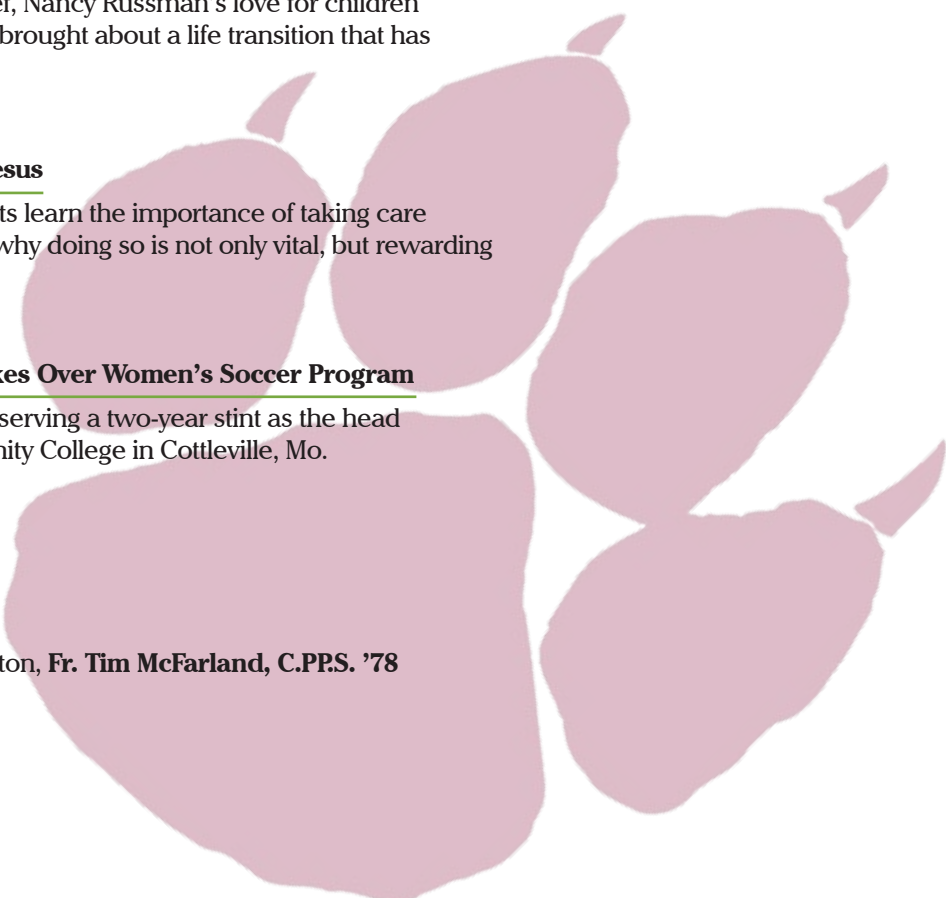 ef, Nancy Russman's love for children
brought about a life transition that has
esus
ts learn the importance of taking care
why doing so is not only vital, but rewarding
kes Over Women's Soccer Program
serving a two-year stint as the head
nity College in Cottleville, Mo.
ton, Fr. Tim McFarland, C.PP.S. '78